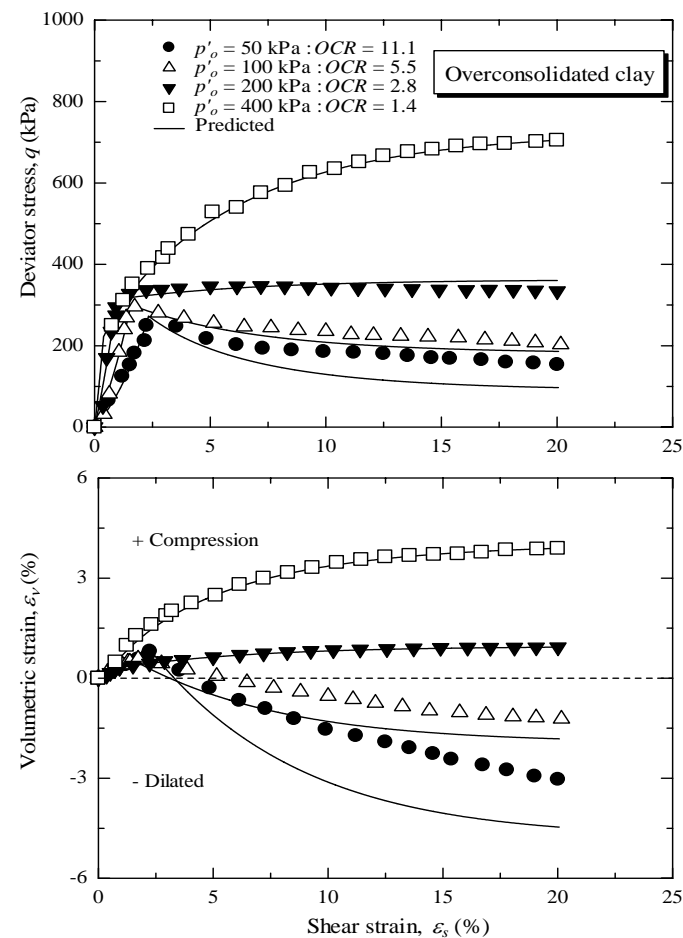 1000
800
600
400
200
0
Deviator stress, q (kPa)
p'o = 50 kPa : OCR = 11.1
p'o = 100 kPa : OCR = 5.5
p'o = 200 kPa : OCR = 2.8
p'o = 400 kPa : OCR = 1.4
Predicted
Overconsolidated clay
0 5 10 15 20 25
6
3
0
-3
-6
Volumetric strain, εv (%)
+ Compression
- Dilated
0 5 10 15 20 25
Shear strain, εs (%)